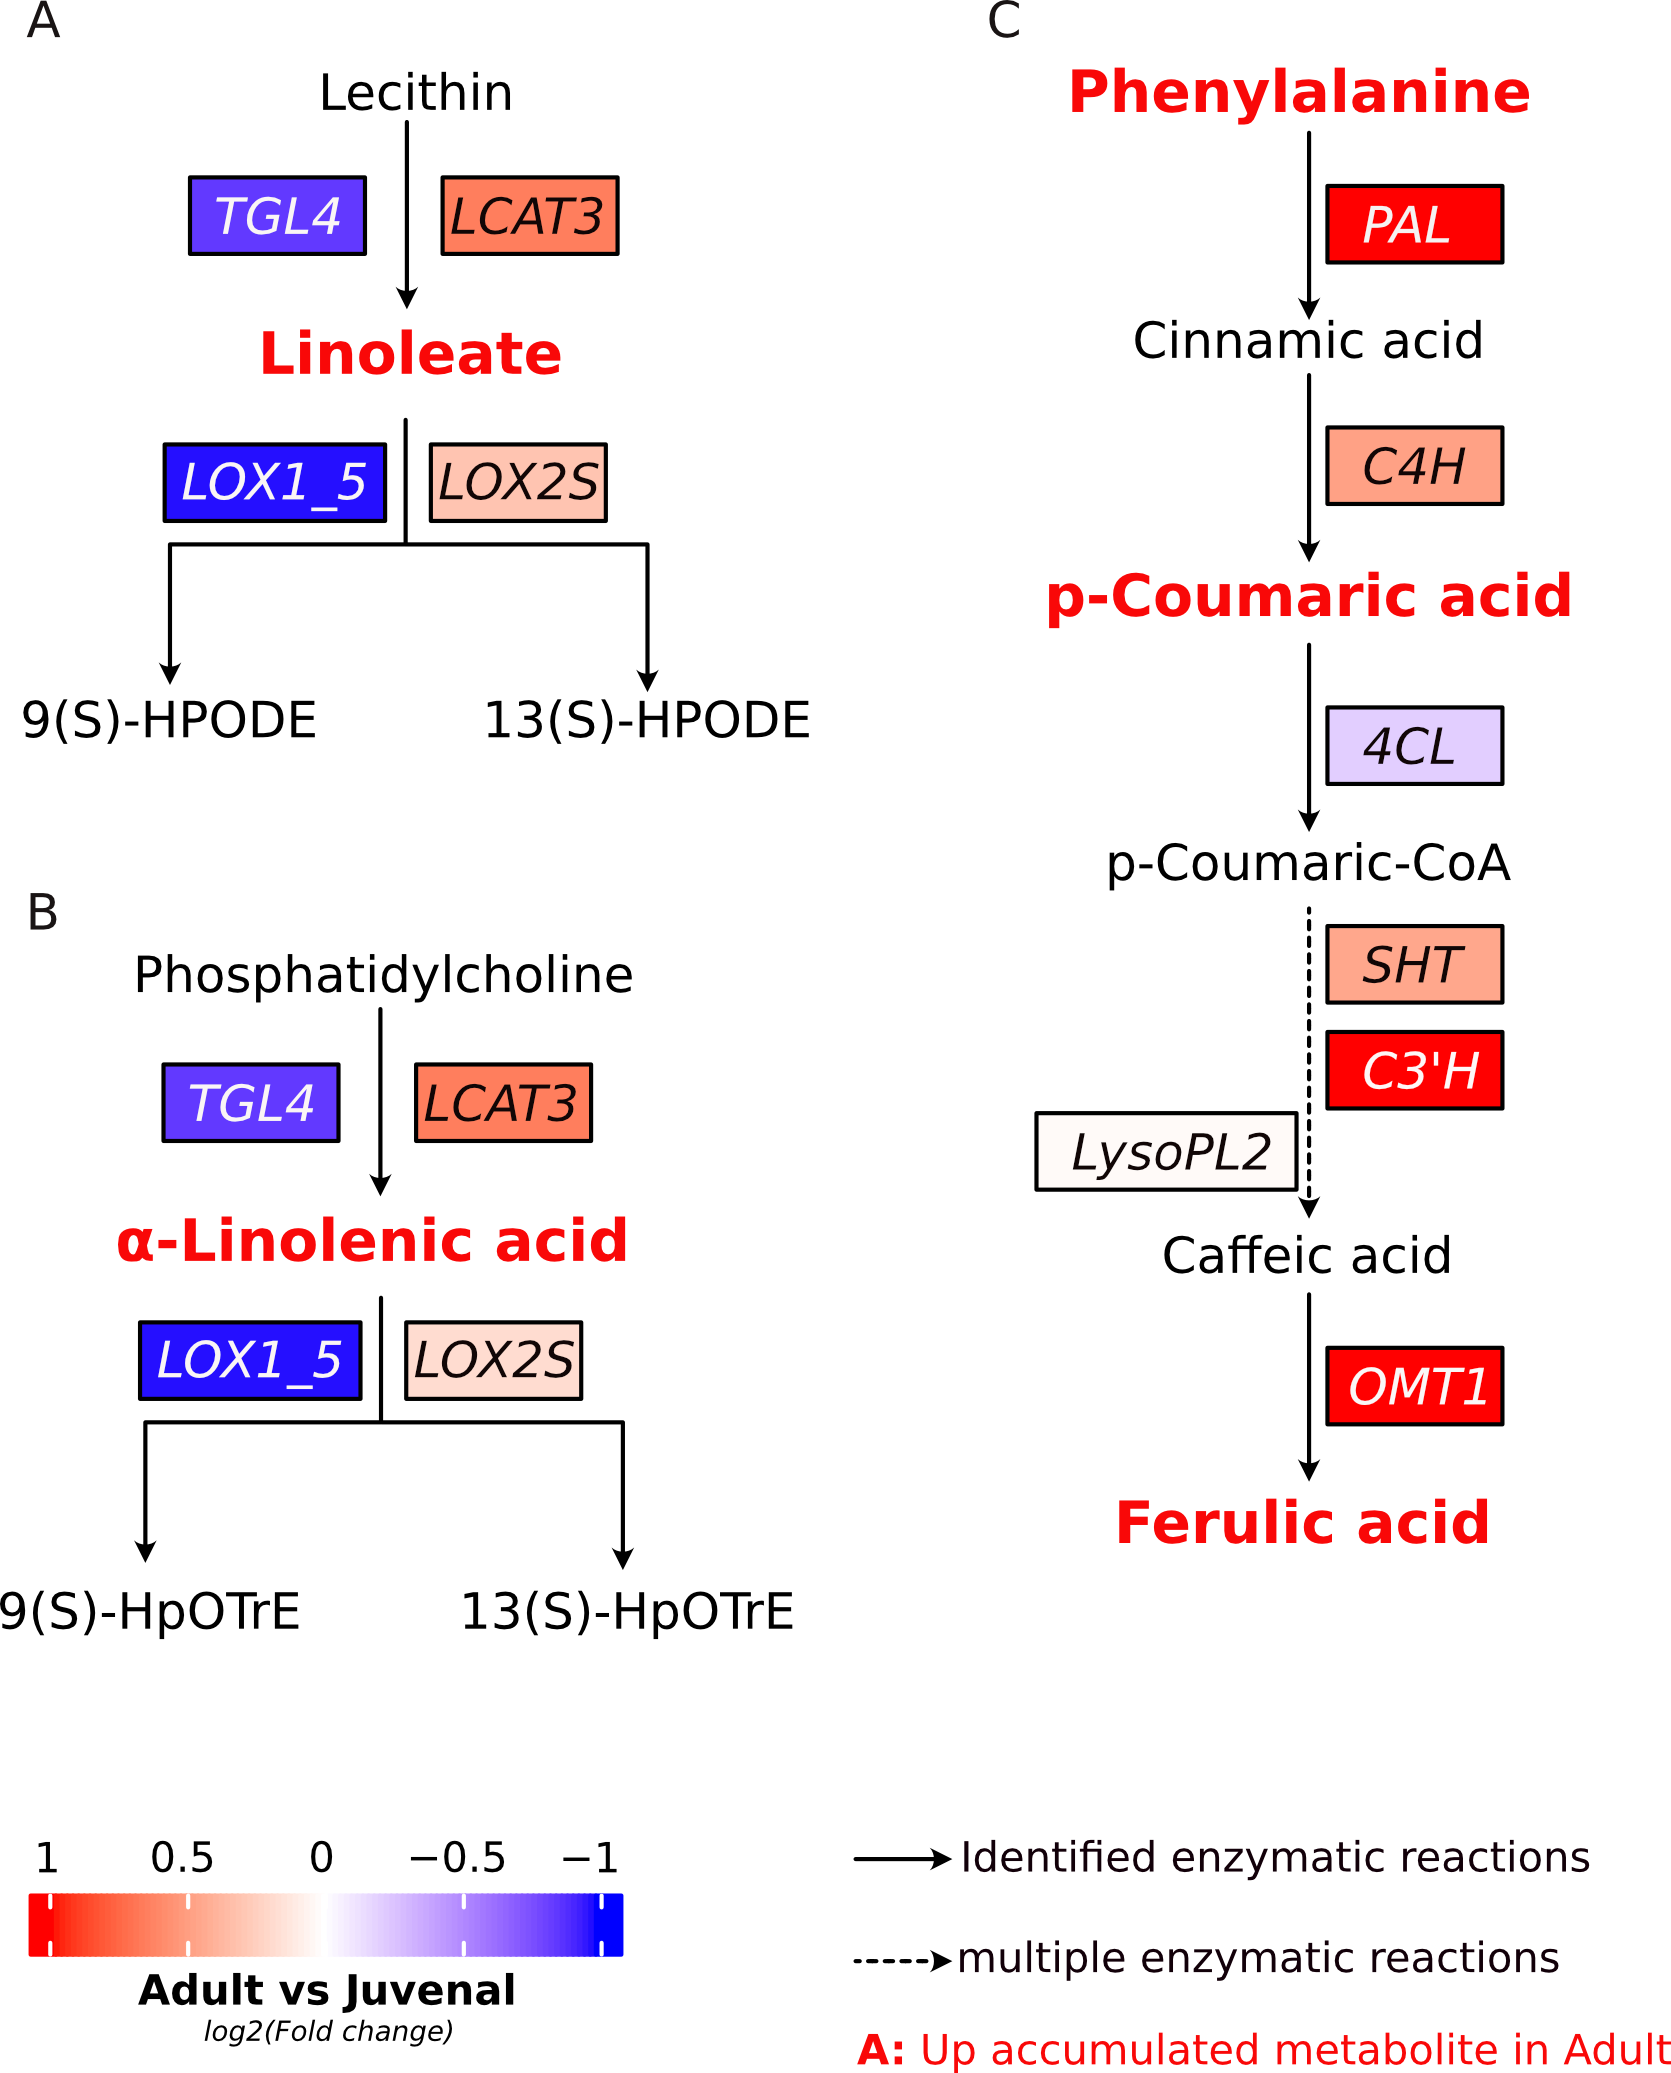 A
Lecithin
TGL4
LCAT3
Linoleate
LOX1_5
LOX2S
9(S)-HPODE
13(S)-HPODE
B
Phosphatidylcholine
TGL4
LCAT3
α-Linolenic acid
LOX1_5
LOX2S
9(S)-HpOTrE
13(S)-HpOTrE
C
Phenylalanine
PAL
Cinnamic acid
C4H
p-Coumaric acid
4CL
p-Coumaric-CoA
SHT
C3'H
LysoPL2
Caffeic acid
OMT1
Ferulic acid
1 0.5 0 −0.5 −1
Adult vs Juvenal
log2(Fold change)
Identified enzymatic reactions
multiple enzymatic reactions
A: Up accumulated metabolite in Adult